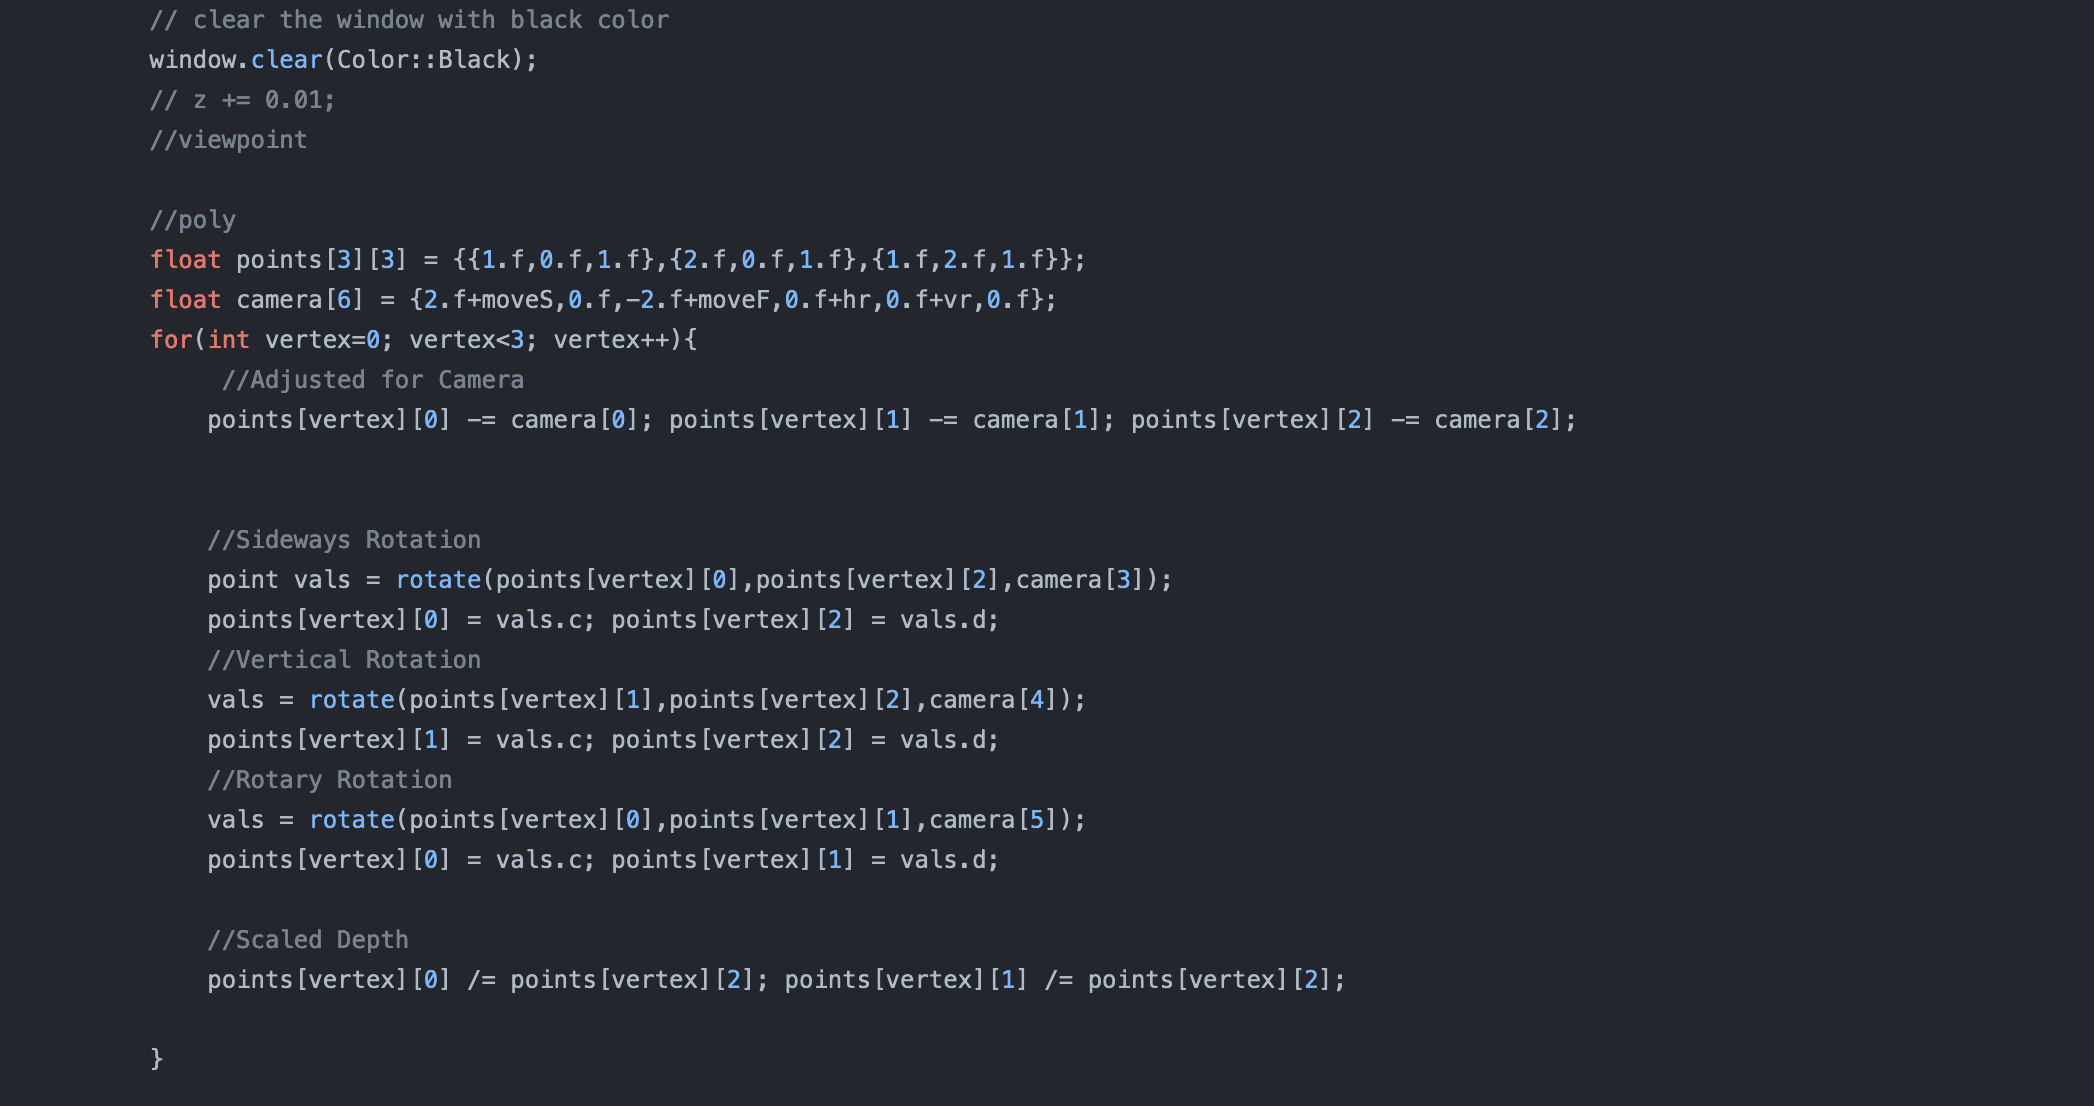 // clear the window with black color
window.clear(Color::Black);
// z += 0.01;
//viewpoint
//poly
float points[3][3] = {{1.f,0.f,1.f},{2.f,0.f,1.f},{1.f,2.f,1.f}};
float camera[6] = {2.f+moveS,0.f,-2.f+moveF,0.f+hr,0.f+vr,0.f};
for(int vertex=0; vertex<3; vertex++){
//Adjusted for Camera
points[vertex][0] -= camera[0]; points[vertex][1] -= camera[1]; points[vertex][2] -= camera[2];
//Sideways Rotation
point vals = rotate(points[vertex][0],points[vertex][2],camera[3]);
points[vertex][0] = vals.c; points[vertex][2] = vals.d;
//Vertical Rotation
vals = rotate(points[vertex][1],points[vertex][2],camera[4]);
points[vertex][1] = vals.c; points[vertex][2] = vals.d;
//Rotary Rotation
vals = rotate(points[vertex][0],points[vertex][1],camera[5]);
points[vertex][0] = vals.c; points[vertex][1] = vals.d;
//Scaled Depth
points[vertex][0] /= points[vertex][2]; points[vertex][1] /= points[vertex][2];
}